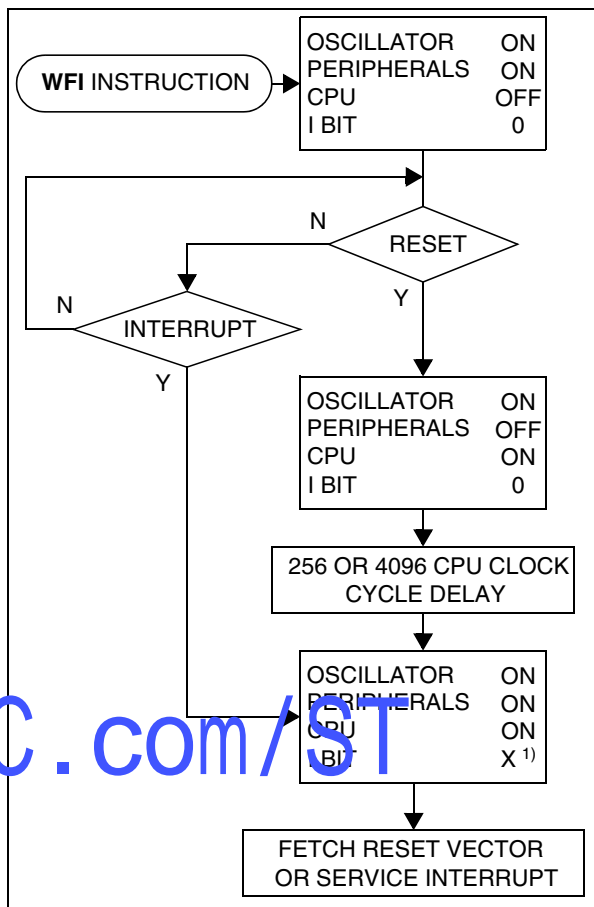 WFI INSTRUCTION
OSCILLATOR ON
PERIPHERALS ON
CPU OFF
I BIT 0
N
RESET
Y
N
INTERRUPT
Y
OSCILLATOR ON
PERIPHERALS OFF
CPU ON
I BIT 0
256 OR 4096 CPU CLOCK
CYCLE DELAY
OSCILLATOR ON
PERIPHERALS ON
CPU ON
I BIT X 1)
C.com/ST
FETCH RESET VECTOR
OR SERVICE INTERRUPT